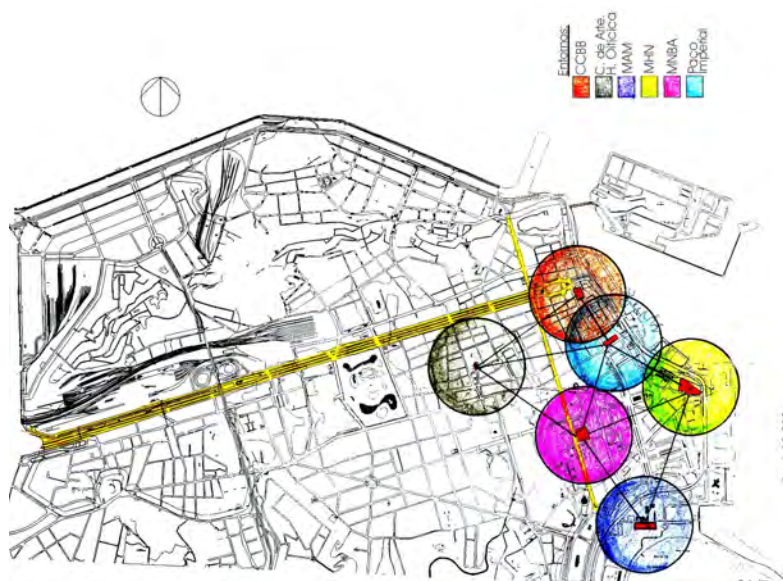 Entornos:
CCBB
C. de Arte.
H. Oiticica
MAM
MHN
MNBA
Paço
Imperial